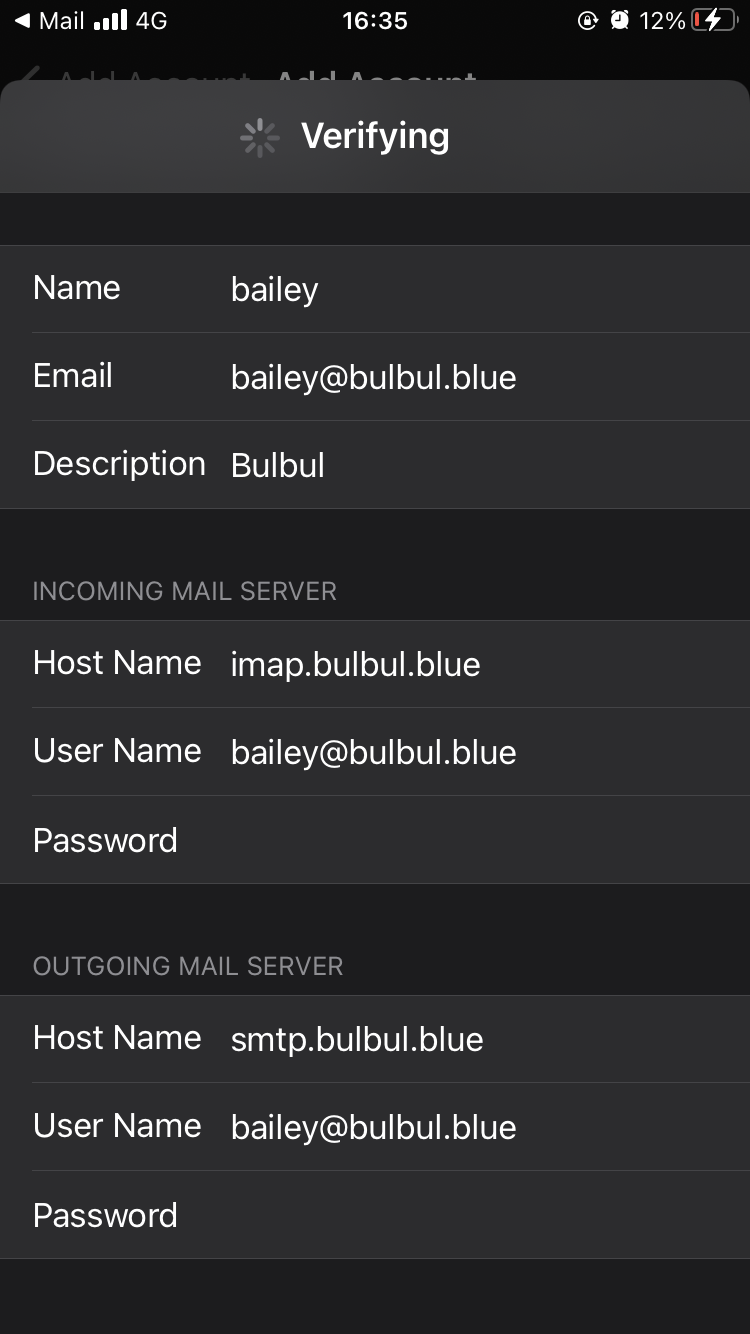 Mail 4G 16:35 12%
Add Account Add Account
Verifying
Name bailey
Email bailey@bulbul.blue
Description Bulbul
INCOMING MAIL SERVER
Host Name imap.bulbul.blue
User Name bailey@bulbul.blue
Password
OUTGOING MAIL SERVER
Host Name smtp.bulbul.blue
User Name bailey@bulbul.blue
Password